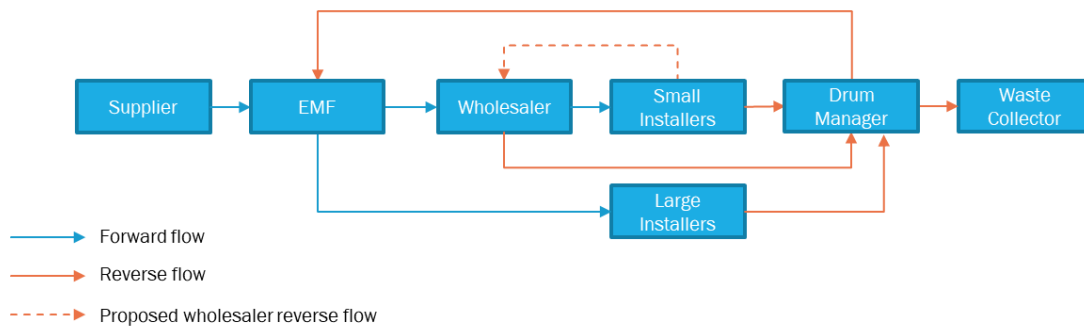 Supplier
EMF
Wholesaler
Small
Installers
Drum
Manager
Waste
Collector
Large
Installers
Forward flow
Reverse flow
Proposed wholesaler reverse flow